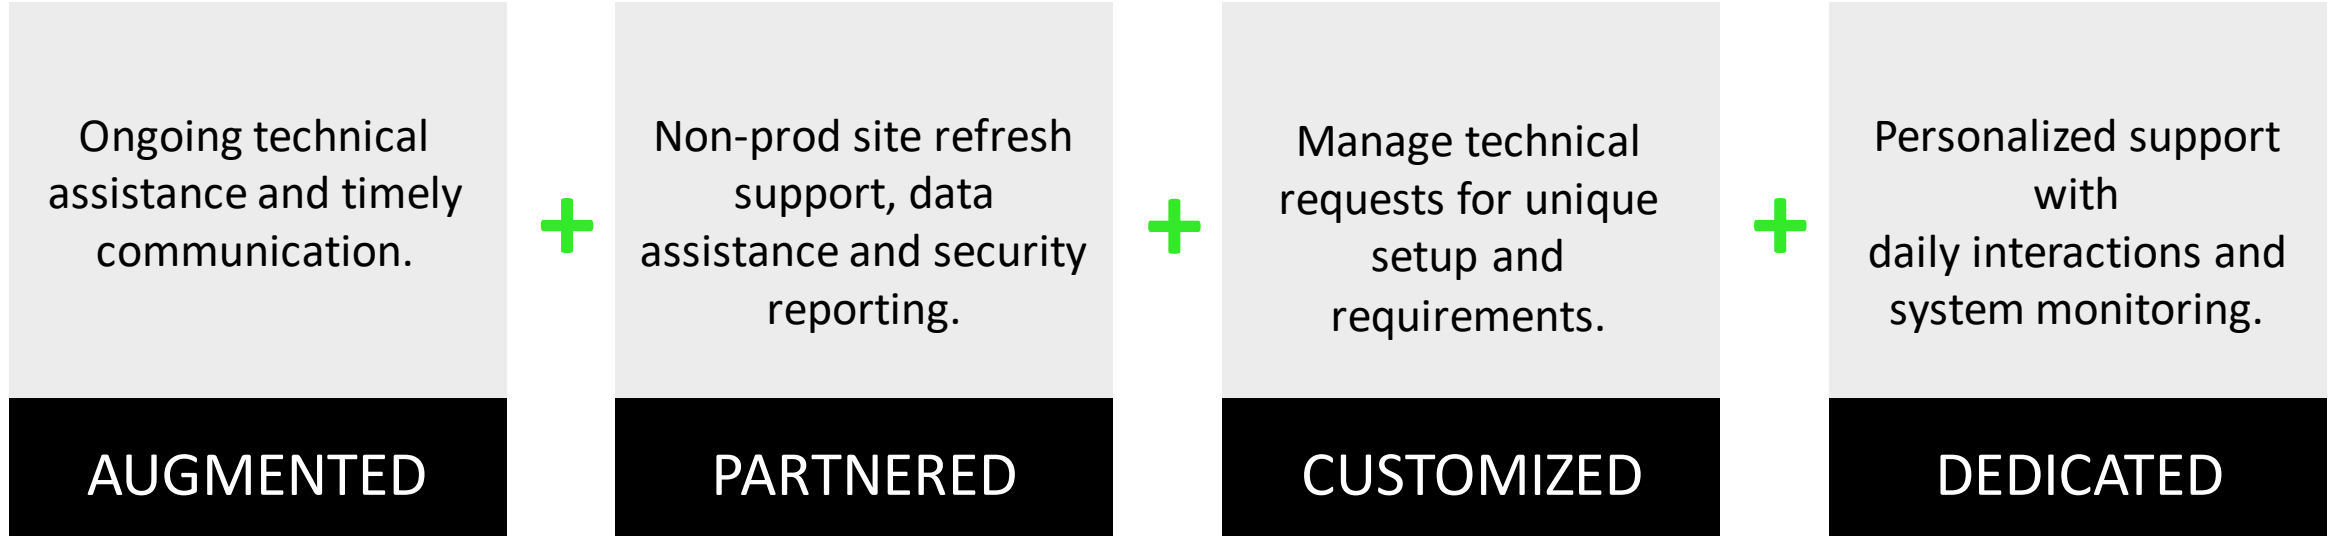 Ongoing technical
assistance and timely
communication.
AUGMENTED
+
Non-prod site refresh
support, data
assistance and security
reporting.
PARTNERED
+
Manage technical
requests for unique
setup and
requirements.
CUSTOMIZED
+
Personalized support
with
daily interactions and
system monitoring.
DEDICATED